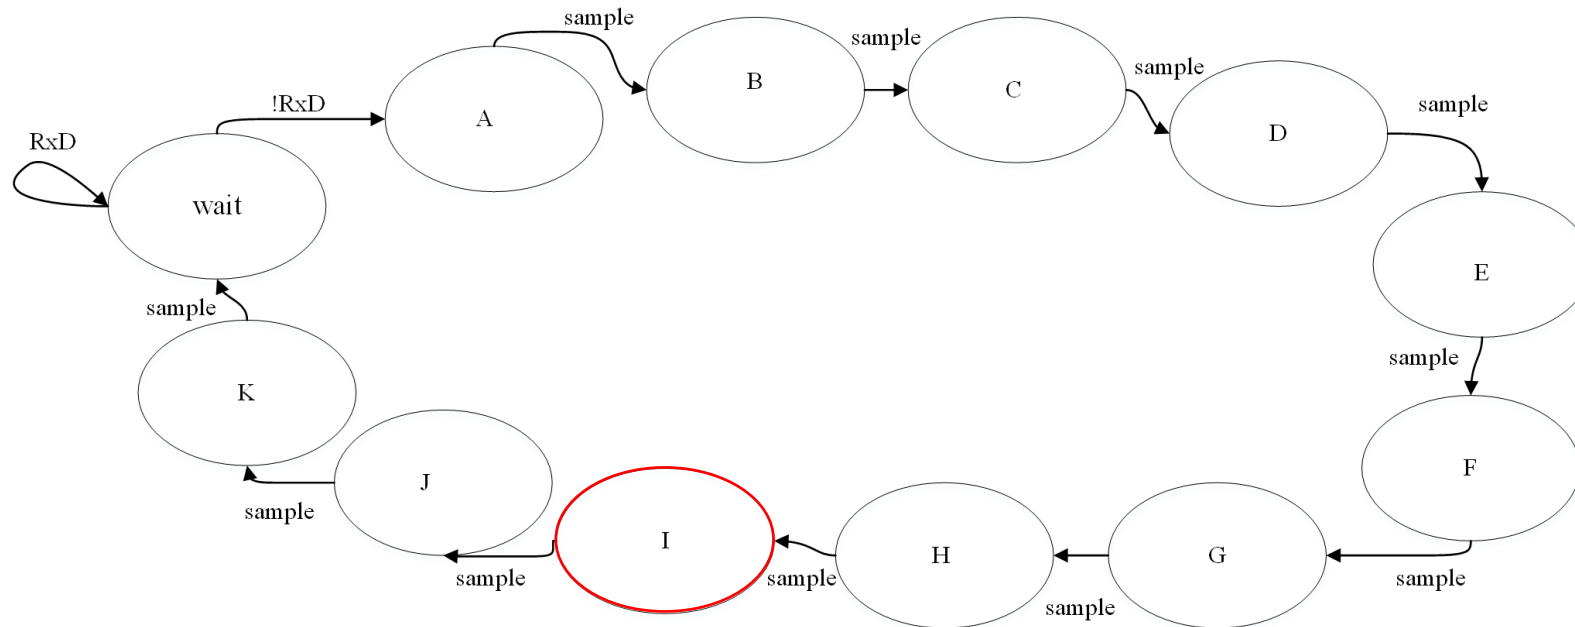 sample
sample
sample
sample
!RxD
RxD
A
B
C
D
wait
E
sample
sample
K
F
J
I
H
G
sample
sample
sample
sample
sample